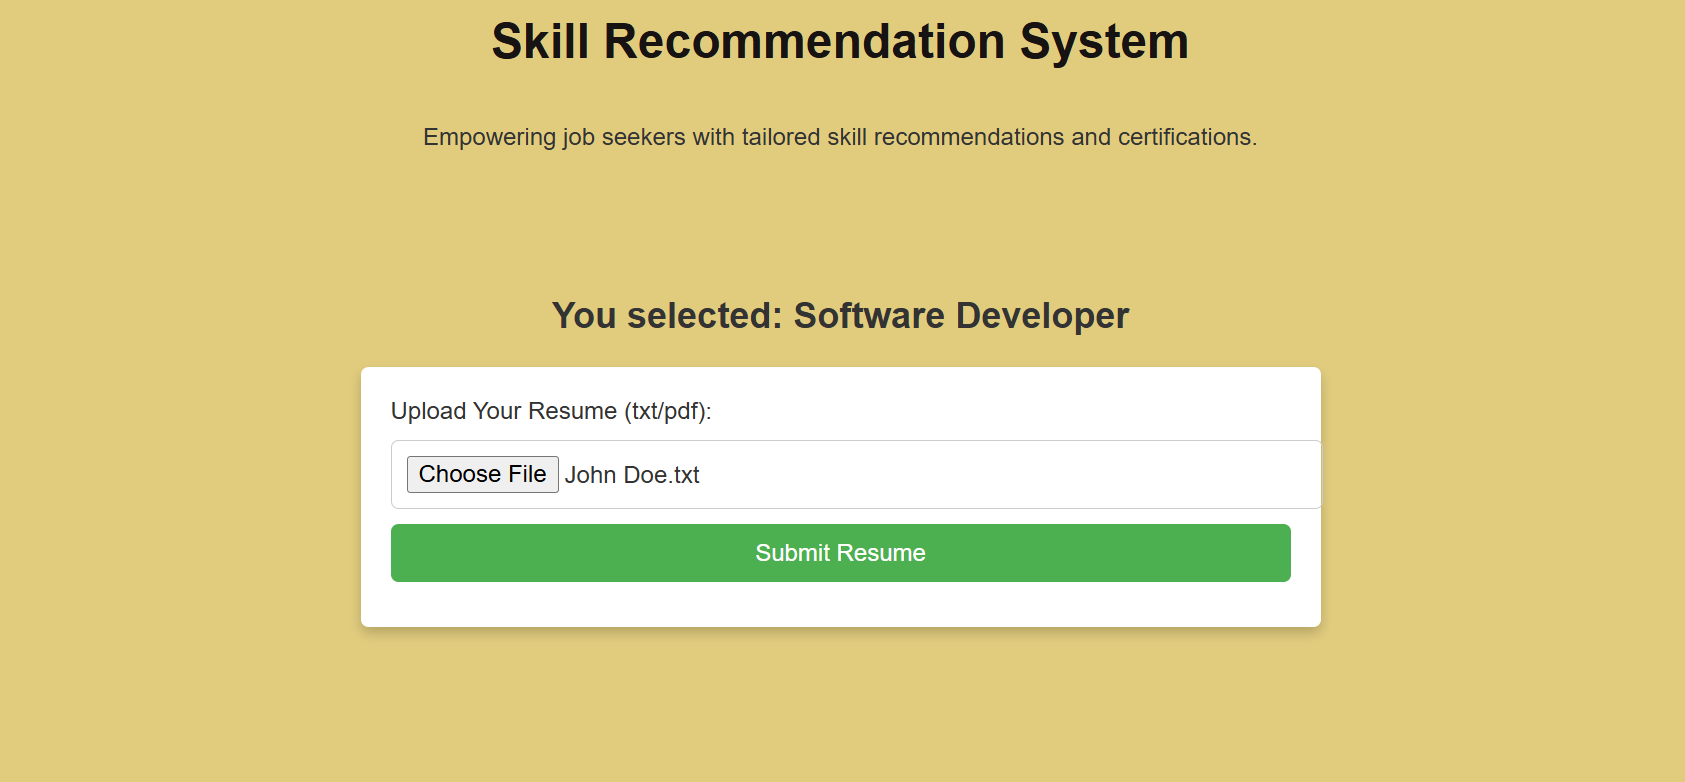 Skill Recommendation System
Empowering job seekers with tailored skill recommendations and certifications.
You selected: Software Developer
Upload Your Resume (txt/pdf):
Choose File John Doe.txt
Submit Resume